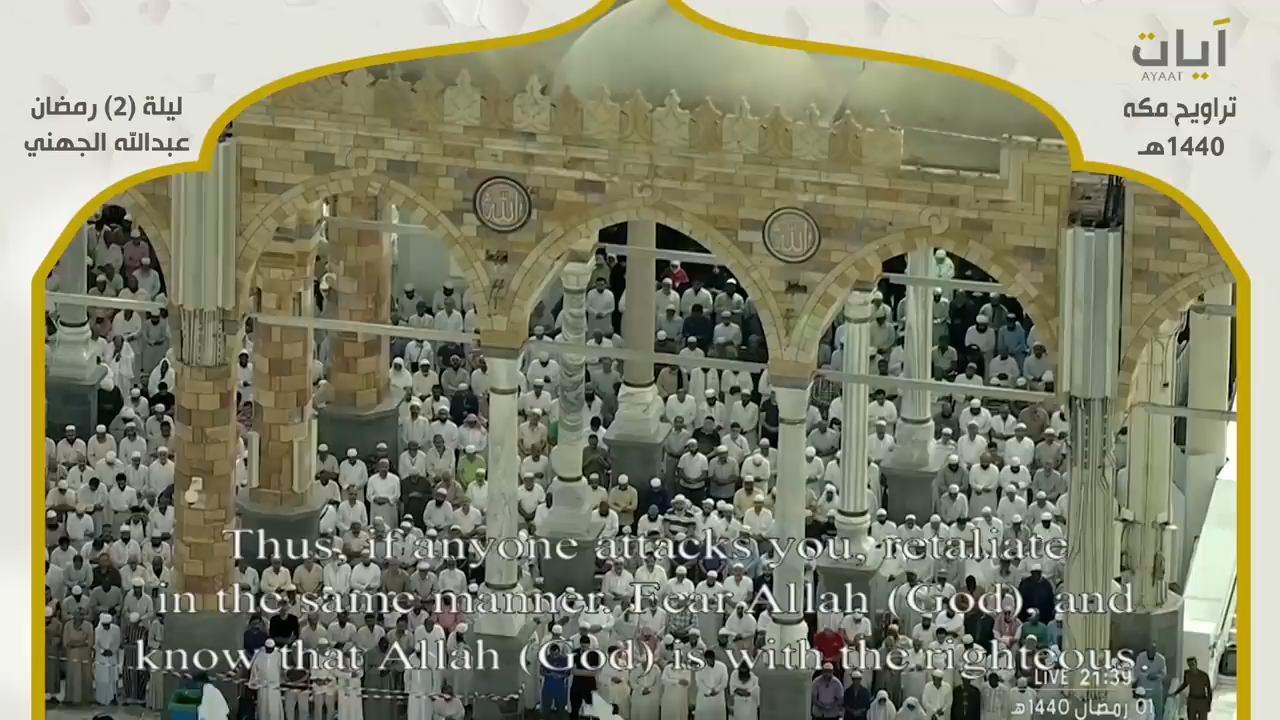 آيات
AYAAT
تراويح مكه
1440هـ
ليلة (2) رمضان
عبدالله الجهني
الله
الله
Thus, if anyone attacks you, retaliate
in the same manner. Fear Allah (God), and
know that Allah (God) is with the righteous.
LIVE 21:39
01 رمضان 1440هـ